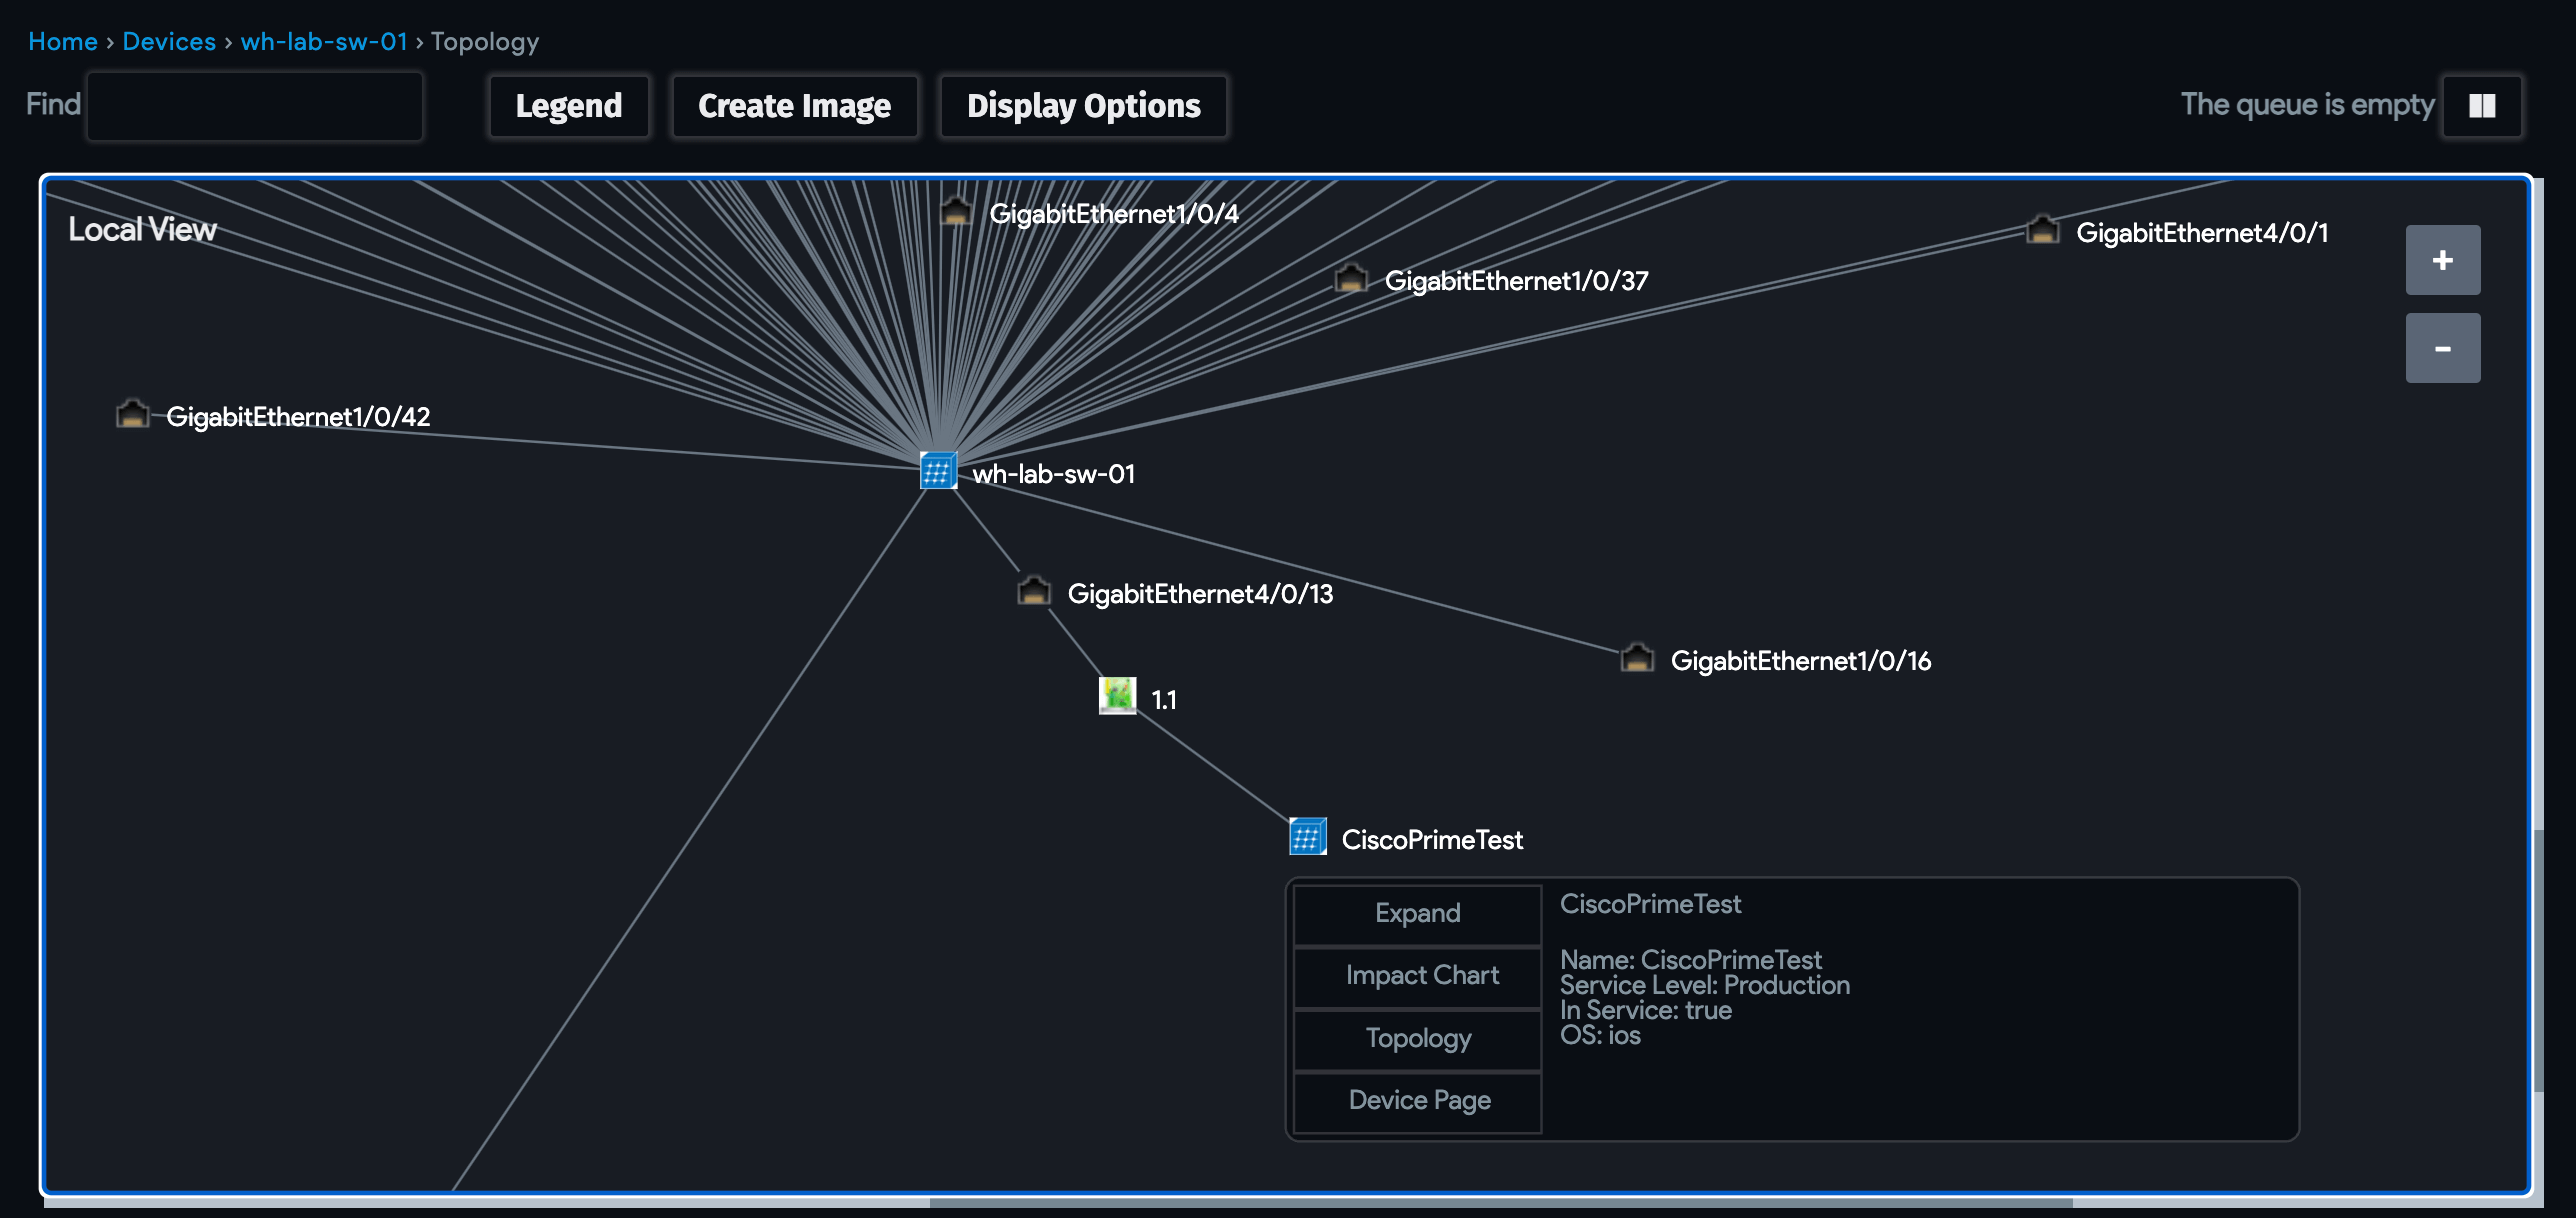 Home › Devices › wh-lab-sw-01 › Topology
Find
Legend
Create Image
Display Options
The queue is empty
Local View
GigabitEthernet1/0/4
GigabitEthernet4/0/1
+
GigabitEthernet1/0/37
-
GigabitEthernet1/0/42
wh-lab-sw-01
GigabitEthernet4/0/13
GigabitEthernet1/0/16
1.1
CiscoPrimeTest
Expand
Impact Chart
Topology
Device Page
CiscoPrimeTest
Name: CiscoPrimeTest
Service Level: Production
In Service: true
OS: ios